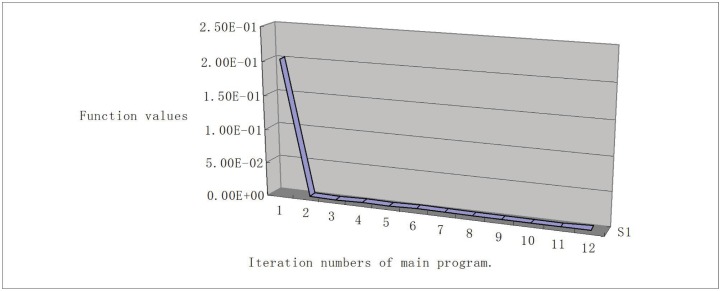 2.50E-01
2.00E-01
1.50E-01
Function values
1.00E-01
5.00E-02
0.00E+00
1 2 3 4 5 6 7 8 9 10 11 12
S1
Iteration numbers of main program.